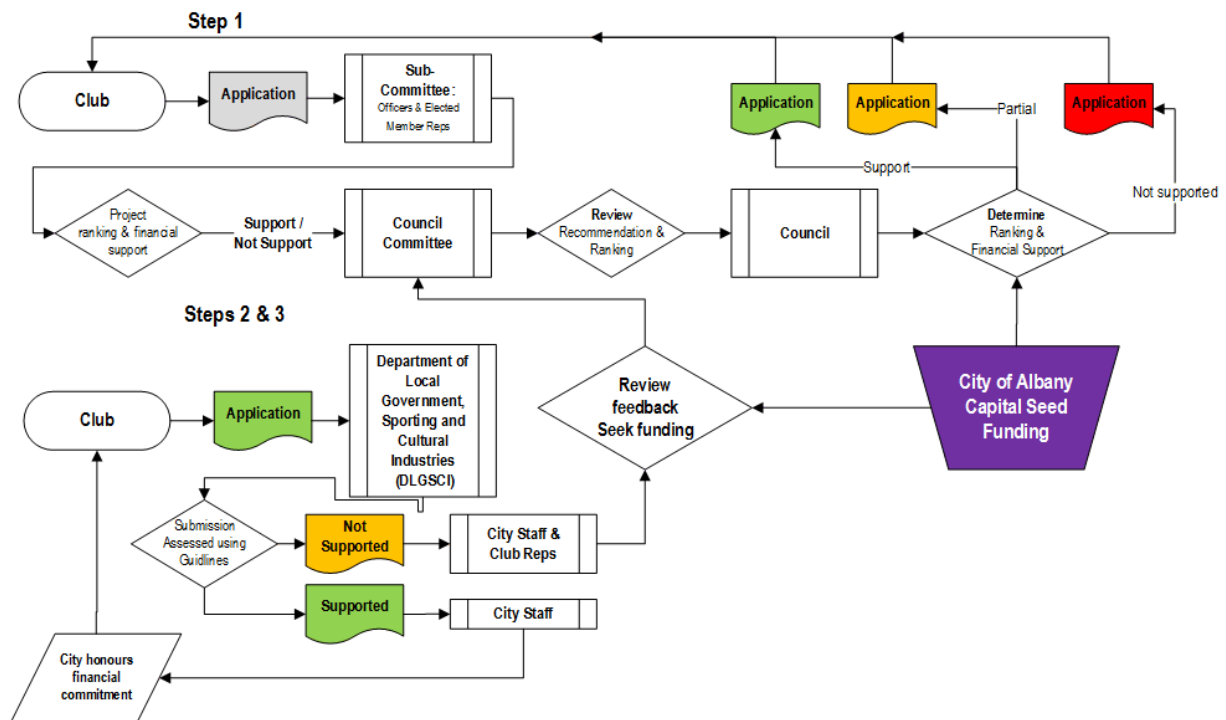 Step 1
Club
Application
Sub-
Committee:
Officers & Elected
Member Reps
Application
Application
Application
Partial
Support
Not supported
Project
ranking & financial
support
Support /
Not Support
Council
Committee
Review
Recommendation &
Ranking
Council
Determine
Ranking &
Financial Support
Steps 2 & 3
Club
Application
Department of
Local
Government,
Sporting and
Cultural
Industries
(DLGSCI)
Review
feedback
Seek funding
City of Albany
Capital Seed
Funding
Submission
Assessed using
Guidlines
Not
Supported
City Staff &
Club Reps
Supported
City Staff
City honours
financial
commitment